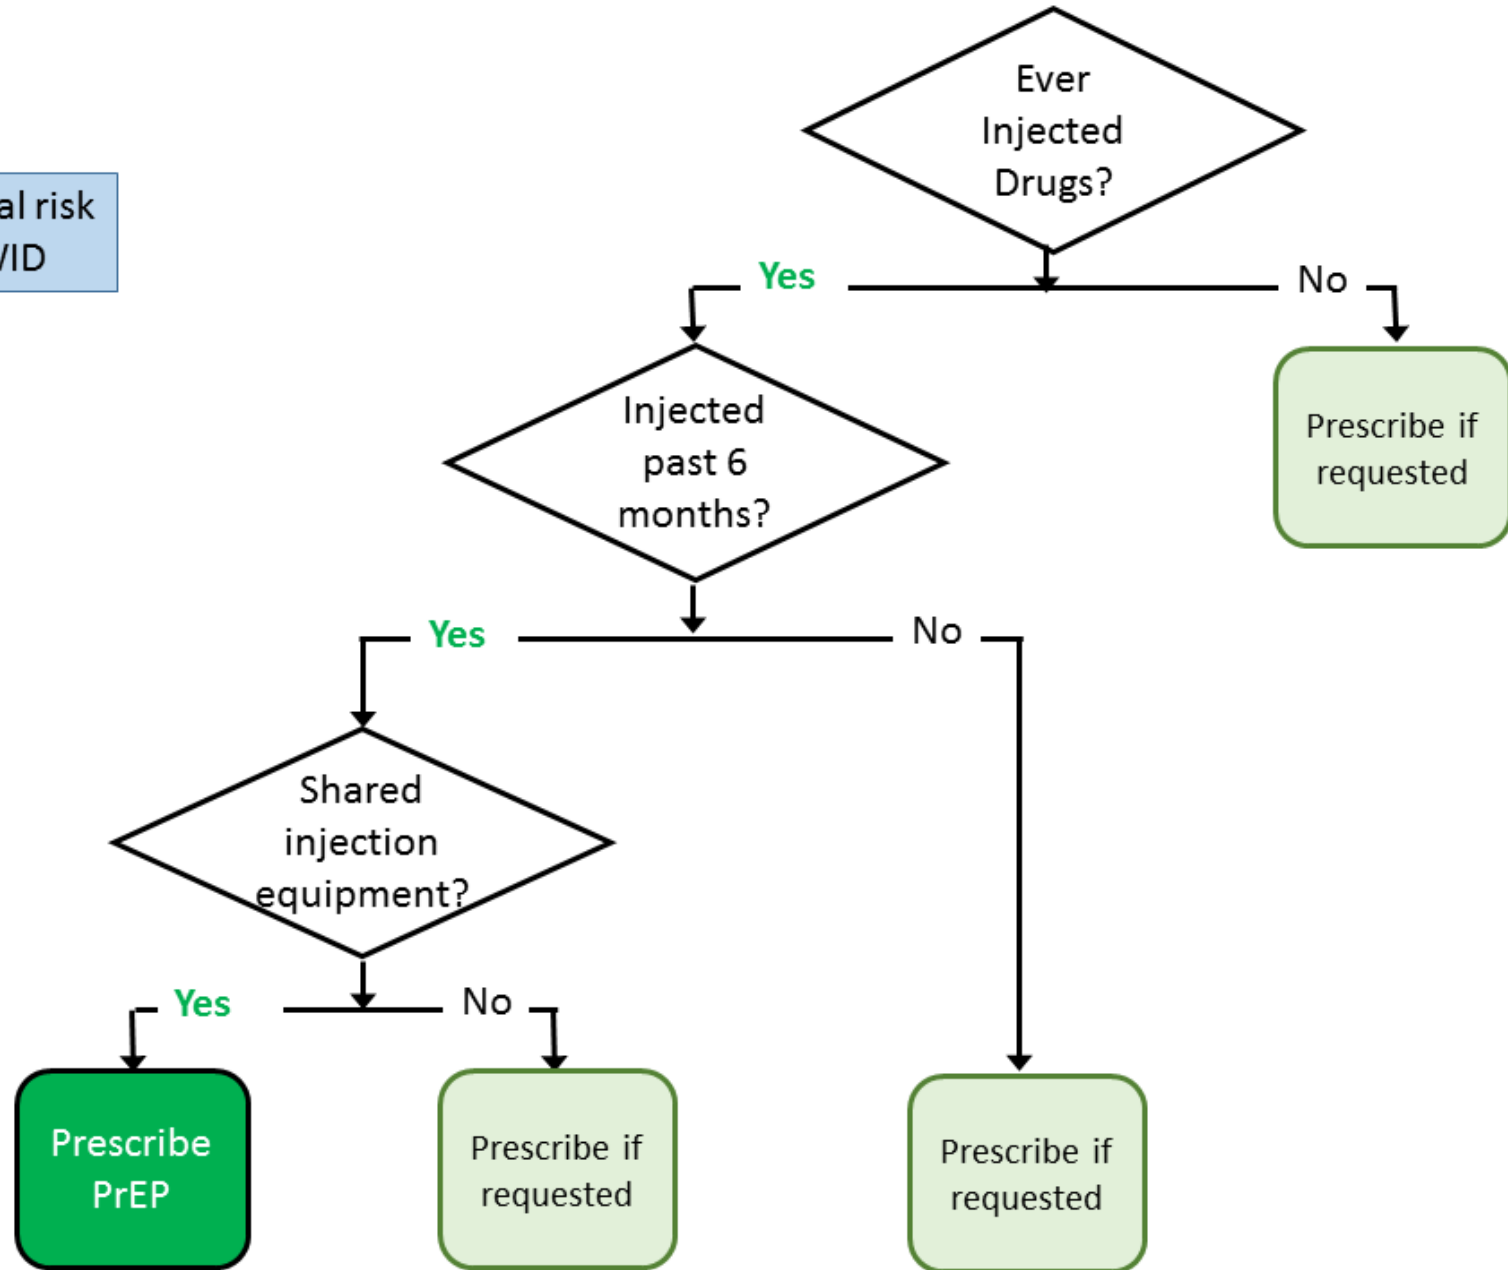 Ever
Injected
Drugs?
al risk
Yes
No
Injected
past 6
months?
Prescribe if
requested
Yes
No
Shared
injection
equipment?
Yes
No
Prescribe
PrEP
Prescribe if
requested
Prescribe if
requested